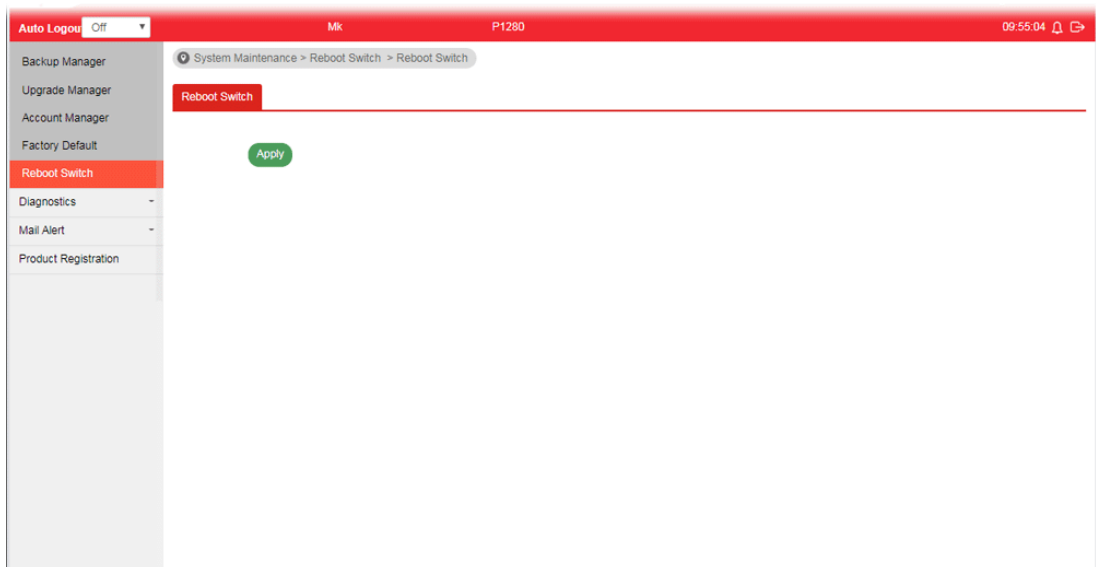 Auto Logou Off Mk P1280 09:55:04
Backup Manager
Upgrade Manager
Account Manager
Factory Default
Reboot Switch
Diagnostics
Mail Alert
Product Registration
System Maintenance > Reboot Switch > Reboot Switch
Reboot Switch
Apply